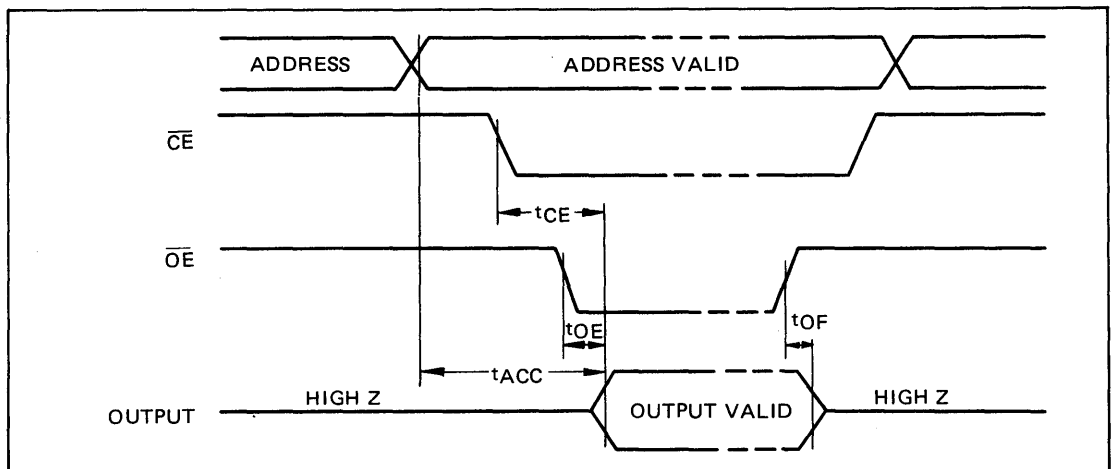 ADDRESS
ADDRESS VALID
CE
tCE
OE
tOE
tOF
tACC
HIGH Z
OUTPUT
OUTPUT VALID
HIGH Z